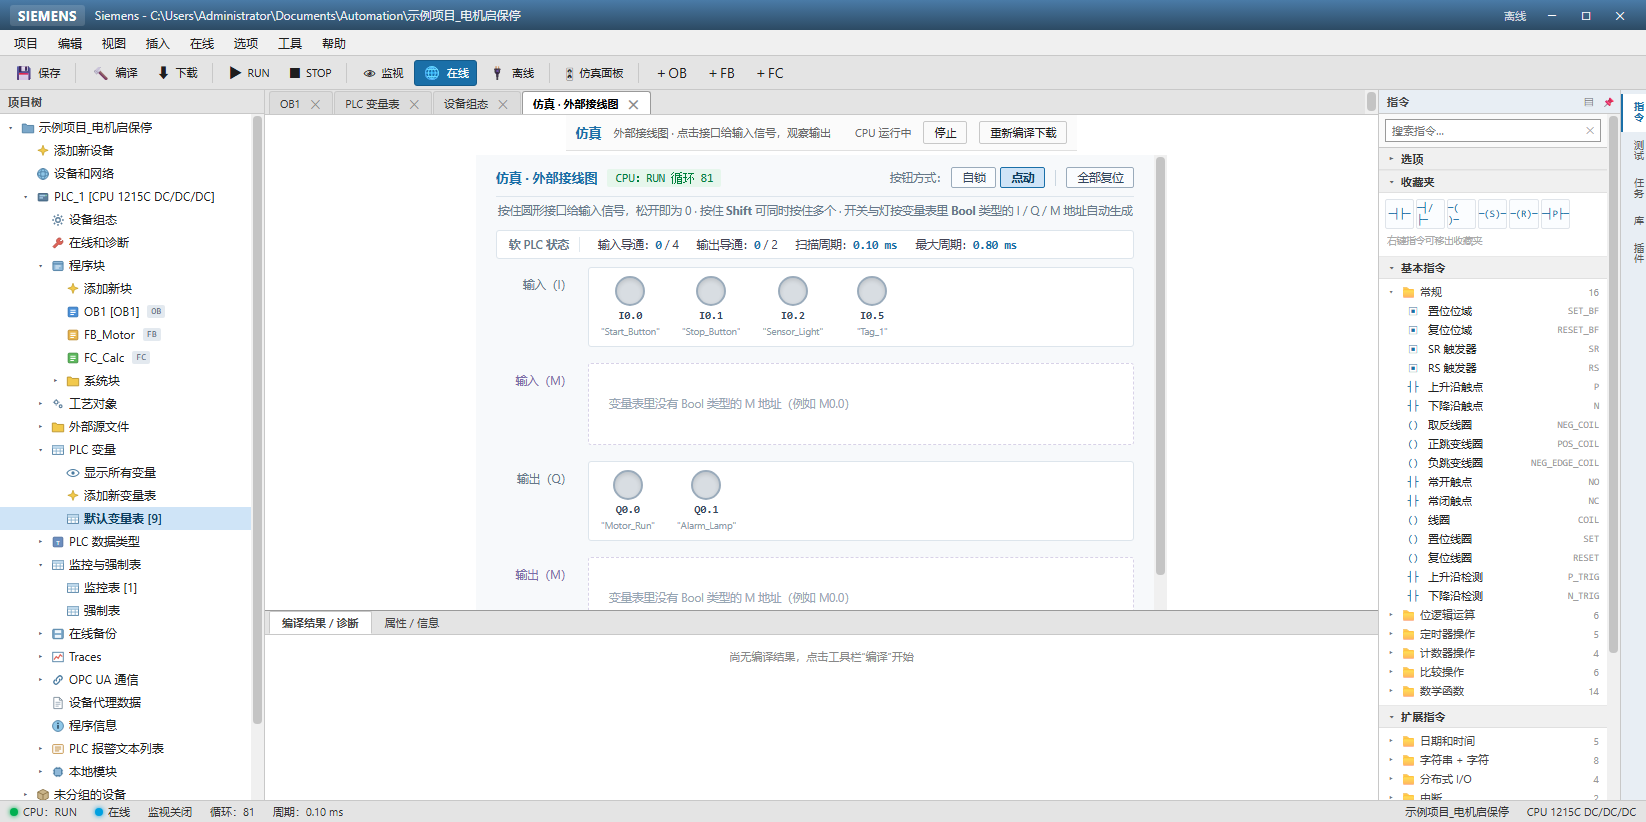 SIEMENS Siemens - C:\Users\Administrator\Documents\Automation\示例项目_电机启保停 离线
项目 编辑 视图 插入 在线 选项 工具 帮助
保存 编译 下载 RUN STOP 监视 在线 离线 仿真面板 +OB +FB +FC
项目树
示例项目_电机启保停
添加新设备
设备和网络
PLC_1 [CPU 1215C DC/DC/DC]
设备组态
在线和诊断
程序块
添加新块
OB1 [OB1] OB
FB_Motor FB
FC_Calc FC
系统块
工艺对象
外部源文件
PLC 变量
显示所有变量
添加新变量表
默认变量表 [9]
PLC 数据类型
监控与强制表
监控表 [1]
强制表
在线备份
Traces
OPC UA 通信
设备代理数据
程序信息
PLC 报警文本列表
本地模块
未分组的设备
OB1 PLC 变量表 设备组态 仿真 · 外部接线图
仿真 外部接线图 · 点击接口给输入信号，观察输出 CPU 运行中 停止 重新编译下载
仿真 · 外部接线图 CPU: RUN 循环 81 按钮方式: 自锁 点动 全部复位
按住圆形接口给输入信号，松开即为 0 · 按住 Shift 可同时按住多个 · 开关与灯按变量表里 Bool 类型的 I / Q / M 地址自动生成
软 PLC 状态 输入导通: 0 / 4 输出导通: 0 / 2 扫描周期: 0.10 ms 最大周期: 0.80 ms
输入（I）
I0.0 I0.1 I0.2 I0.5
"Start_Button" "Stop_Button" "Sensor_Light" "Tag_1"
输入（M）
变量表里没有 Bool 类型的 M 地址（例如 M0.0）
输出（Q）
Q0.0 Q0.1
"Motor_Run" "Alarm_Lamp"
输出（M）
变量表里没有 Bool 类型的 M 地址（例如 M0.0）
编译结果 / 诊断 属性 / 信息
尚无编译结果，点击工具栏"编译"开始
指令
搜索指令...
选项
收藏夹
⊣⊢ ⊣/⊢ -( )- -(S)- -(R)- ⊣P⊢
右键指令可移出收藏夹
基本指令
常规 16
置位位域 SET_BF
复位位域 RESET_BF
SR 触发器 SR
RS 触发器 RS
上升沿触点 P
下降沿触点 N
取反线圈 NEG_COIL
正跳变线圈 POS_COIL
负跳变线圈 NEG_EDGE_COIL
常开触点 NO
常闭触点 NC
线圈 COIL
置位线圈 SET
复位线圈 RESET
上升沿检测 P_TRIG
下降沿检测 N_TRIG
位逻辑运算 6
定时器操作 5
计数器操作 4
比较操作 6
数学函数 14
扩展指令
日期和时间 5
字符串 + 字符 8
分布式 I/O 4
中断 2
指令
测试
任务
库
插件
CPU: RUN 在线 监视关闭 循环: 81 周期: 0.10 ms 示例项目_电机启保停 CPU 1215C DC/DC/DC